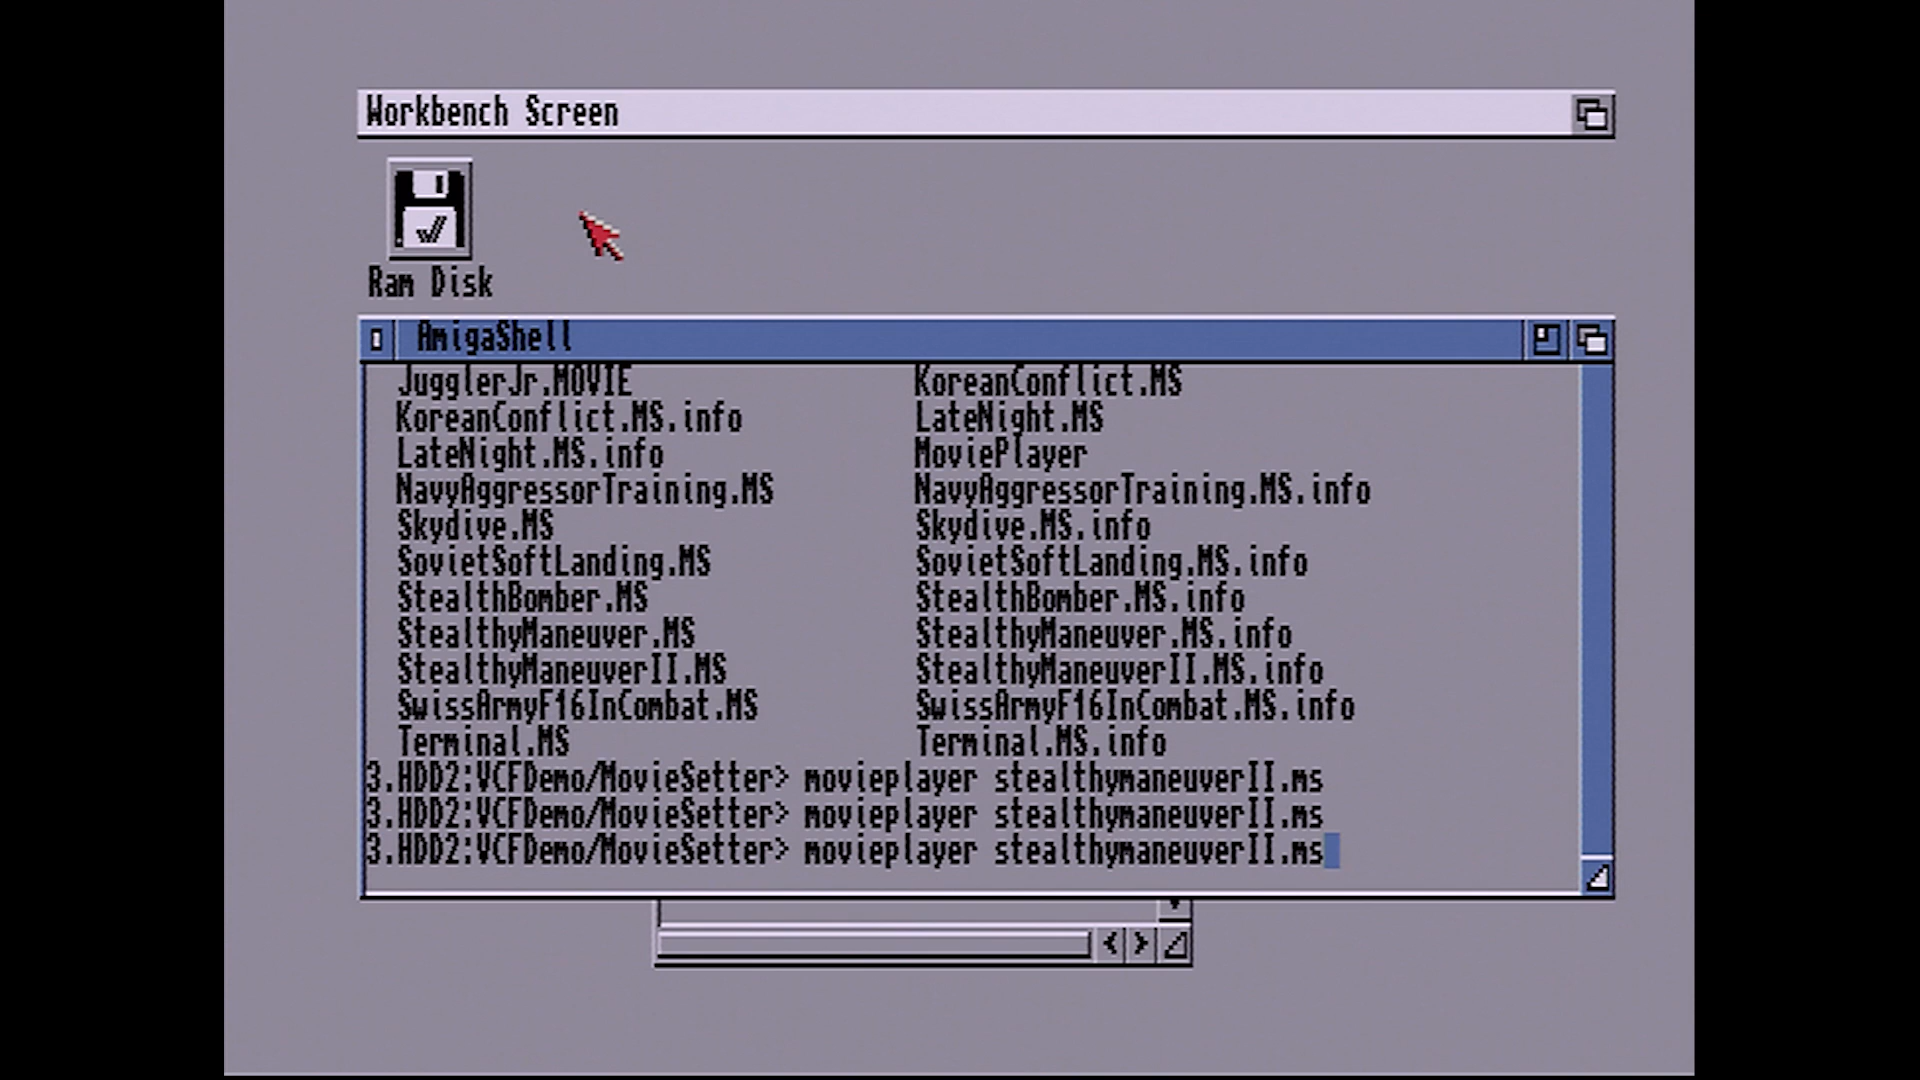 Workbench Screen
Ram Disk
AmigaShell
JugglerJr.MOVIE KoreanConflict.MS
KoreanConflict.MS.info LateNight.MS
LateNight.MS.info MoviePlayer
NavyAggressorTraining.MS NavyAggressorTraining.MS.info
Skydive.MS Skydive.MS.info
SovietSoftLanding.MS SovietSoftLanding.MS.info
StealthBomber.MS StealthBomber.MS.info
StealthyManeuver.MS StealthyManeuver.MS.info
StealthyManeuverII.MS StealthyManeuverII.MS.info
SwissArmyF16InCombat.MS SwissArmyF16InCombat.MS.info
Terminal.MS Terminal.MS.info
3.HDD2:VCFDemo/MovieSetter> movieplayer stealthymaneuverII.ms
3.HDD2:VCFDemo/MovieSetter> movieplayer stealthymaneuverII.ms
3.HDD2:VCFDemo/MovieSetter> movieplayer stealthymaneuverII.ms